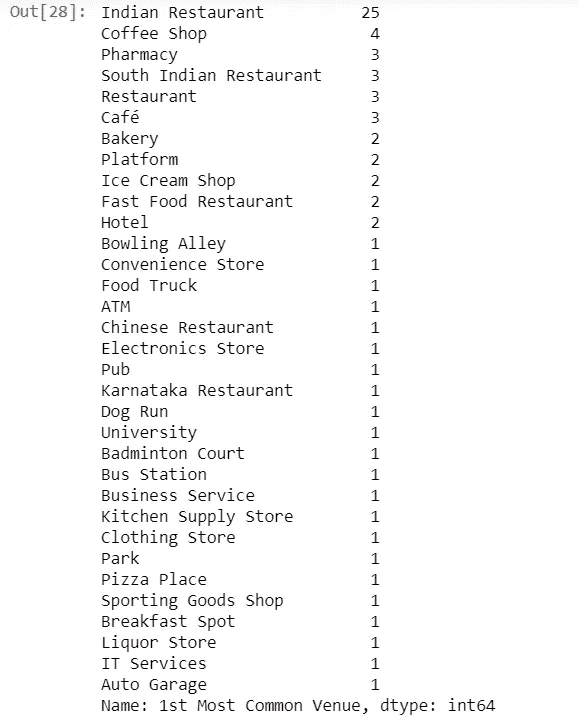 Out[28]: Indian Restaurant 25
Coffee Shop 4
Pharmacy 3
South Indian Restaurant 3
Restaurant 3
Café 3
Bakery 2
Platform 2
Ice Cream Shop 2
Fast Food Restaurant 2
Hotel 2
Bowling Alley 1
Convenience Store 1
Food Truck 1
ATM 1
Chinese Restaurant 1
Electronics Store 1
Pub 1
Karnataka Restaurant 1
Dog Run 1
University 1
Badminton Court 1
Bus Station 1
Business Service 1
Kitchen Supply Store 1
Clothing Store 1
Park 1
Pizza Place 1
Sporting Goods Shop 1
Breakfast Spot 1
Liquor Store 1
IT Services 1
Auto Garage 1
Name: 1st Most Common Venue, dtype: int64